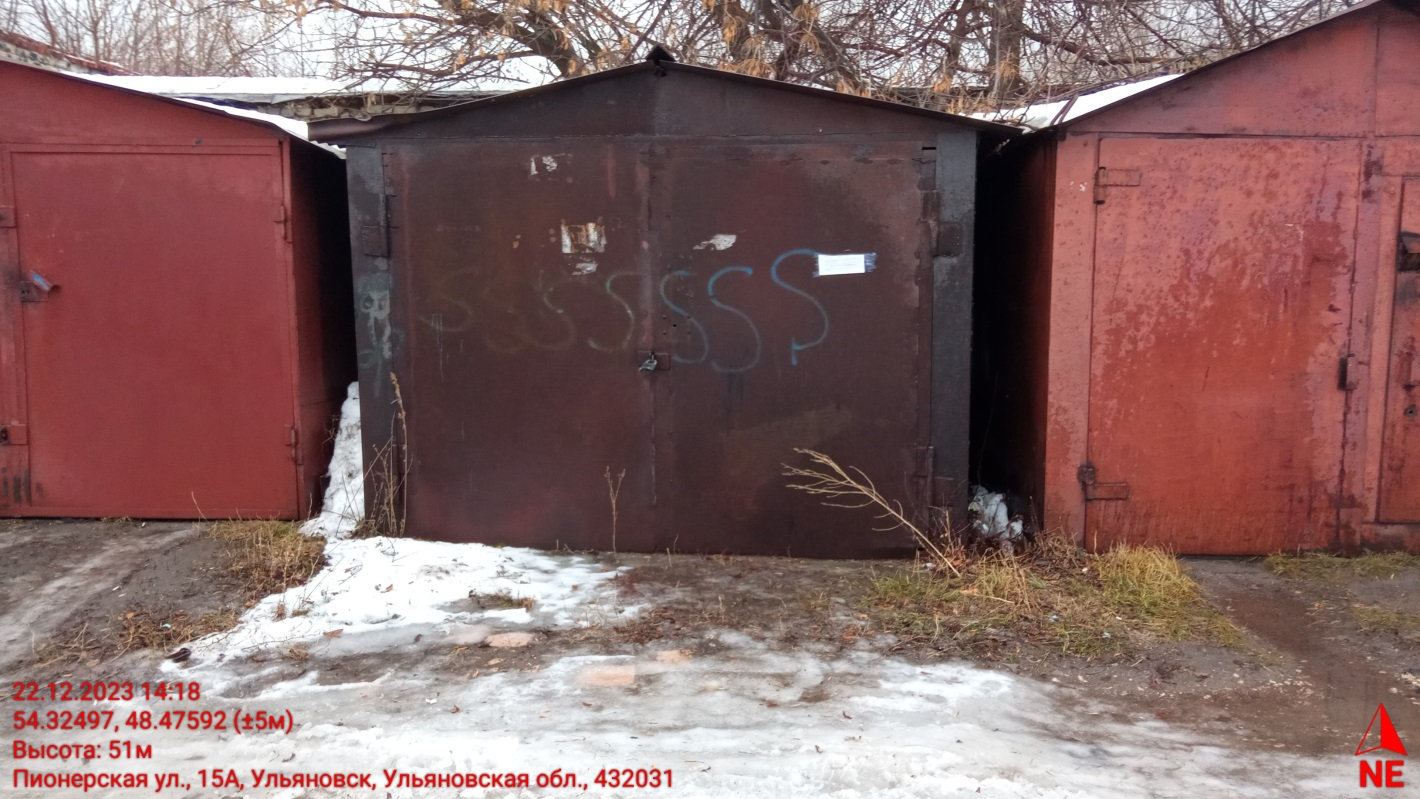 SSSSSSS
22.12.2023 14:18
54.32497, 48.47592 (±5м)
Высота: 51м
Пионерская ул., 15А, Ульяновск, Ульяновская обл., 432031
NE